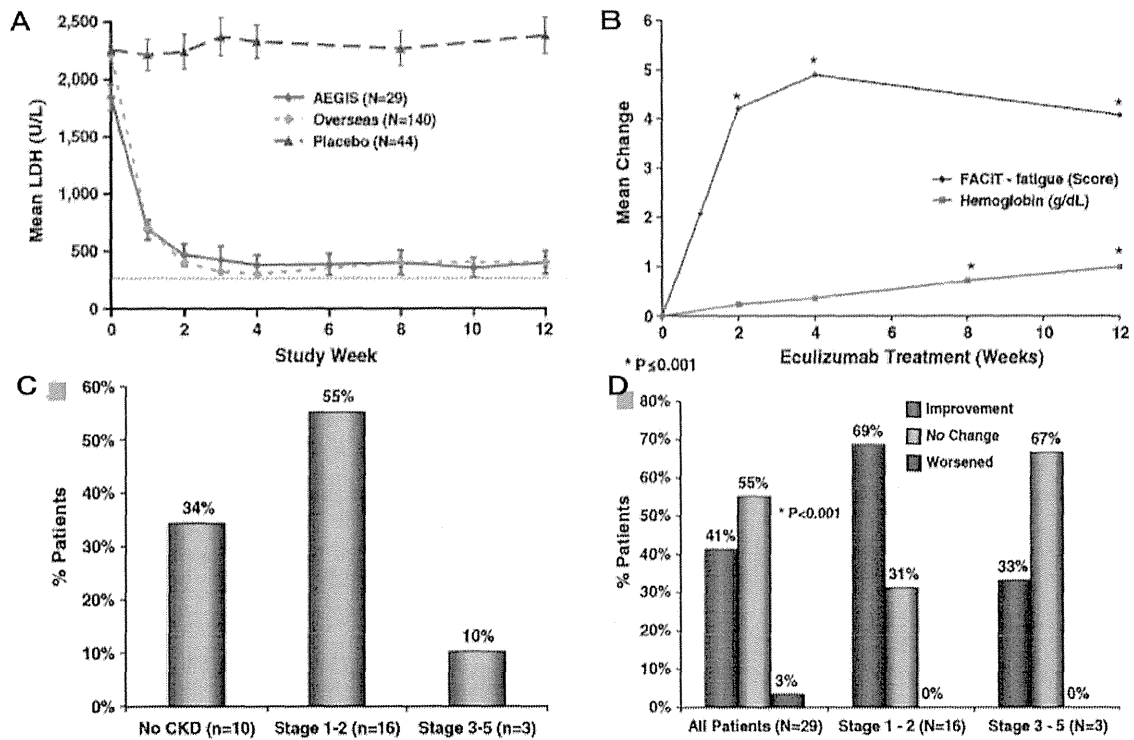 A
2,500
2,000
1,500
1,000
500
0
Mean LDH (U/L)
AEGIS (N=29)
Overseas (N=140)
Placebo (N=44)
0 2 4 6 8 10 12
Study Week
B
6
5
4
3
2
1
0
Mean Change
* * *
FACIT - fatigue (Score)
Hemoglobin (g/dL)
* *
0 2 4 6 8 10 12
Eculizumab Treatment (Weeks)
* P≤0.001
C
60%
50%
40%
30%
20%
10%
0%
% Patients
34%
55%
10%
No CKD (n=10) Stage 1-2 (n=16) Stage 3-5 (n=3)
D
80%
70%
60%
50%
40%
30%
20%
10%
0%
% Patients
Improvement
No Change
Worsened
* P<0.001
41% 55% 3%
69% 31% 0%
33% 67% 0%
All Patients (N=29) Stage 1 - 2 (N=16) Stage 3 - 5 (N=3)